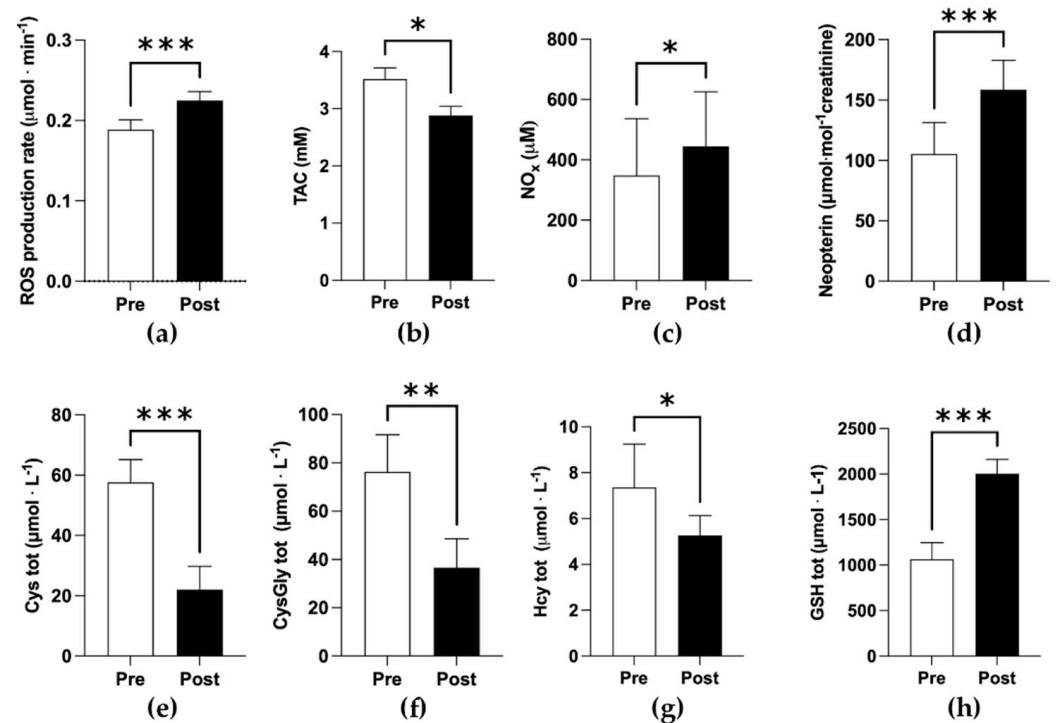 ROS production rate (µmol · min⁻¹)
0.3
0.2
0.1
0.0
***
Pre
Post
(a)
TAC (mM)
4
3
2
1
0
*
Pre
Post
(b)
NOₓ (µM)
800
600
400
200
0
*
Pre
Post
(c)
Neopterin (µmol·mol⁻¹creatinine)
200
150
100
50
0
***
Pre
Post
(d)
Cys tot (µmol · L⁻¹)
80
60
40
20
0
***
Pre
Post
(e)
CysGly tot (µmol · L⁻¹)
100
80
60
40
20
0
**
Pre
Post
(f)
Hcy tot (µmol · L⁻¹)
10
8
6
4
2
0
*
Pre
Post
(g)
GSH tot (µmol · L-1)
2500
2000
1500
1000
500
0
***
Pre
Post
(h)